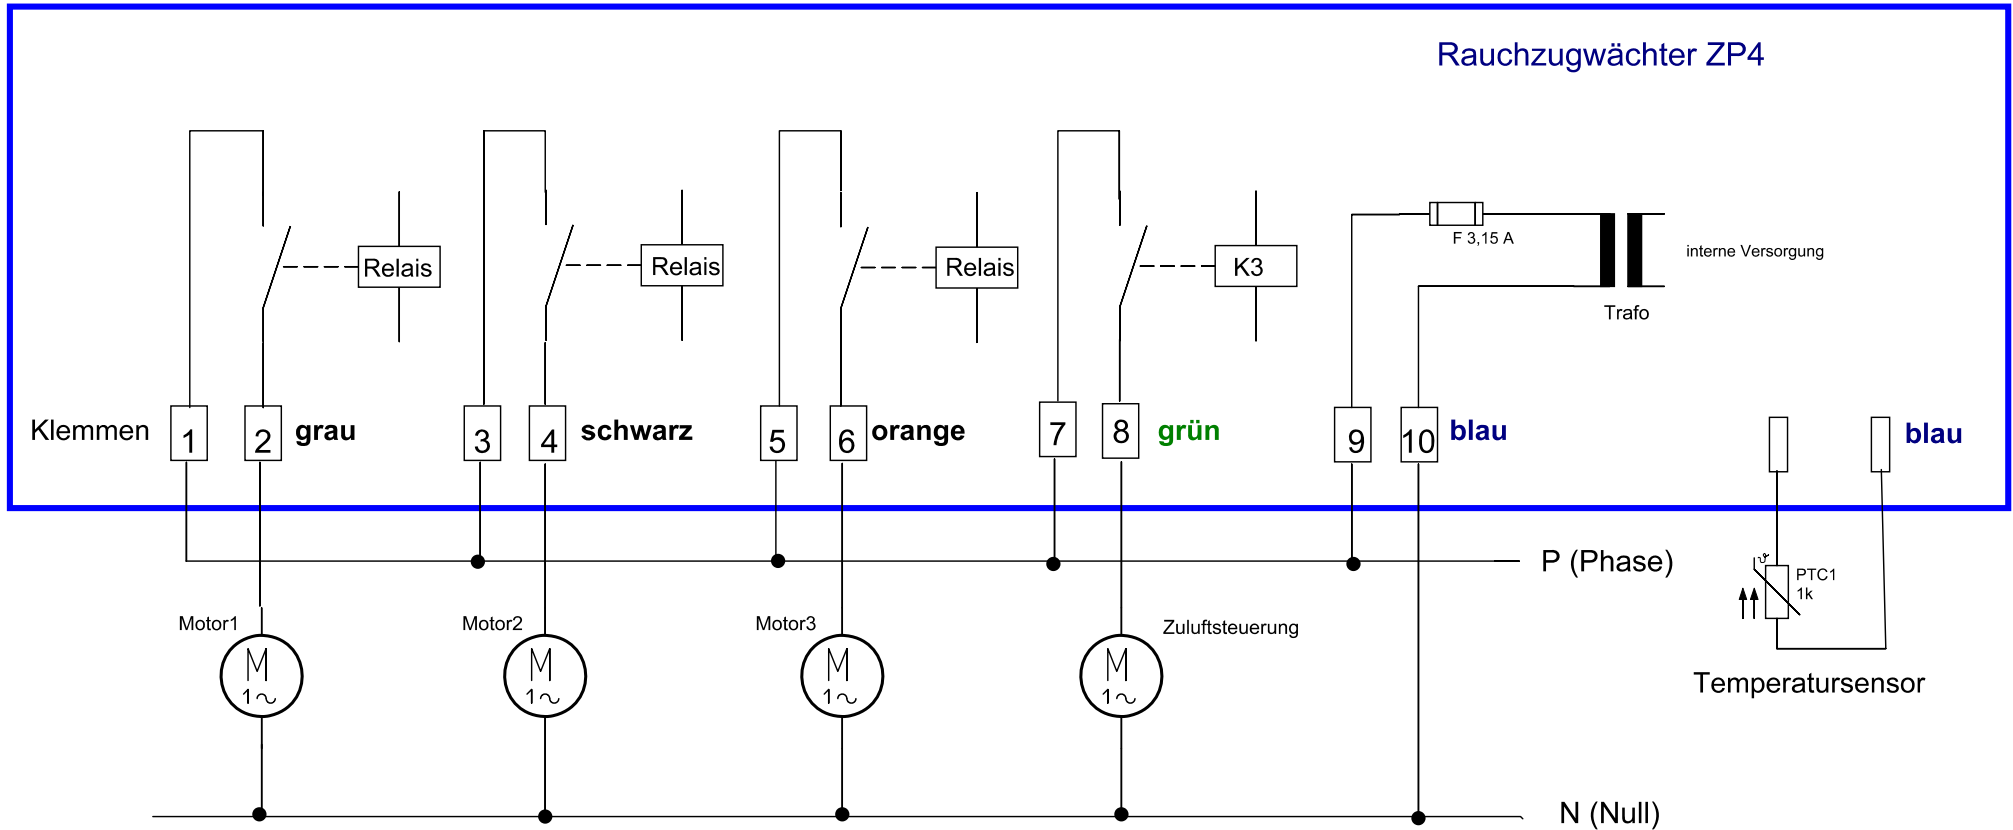 Rauchzugwächter ZP4
F 3,15 A
interne Versorgung
Relais Relais Relais K3
Trafo
Klemmen 1 2 grau 3 4 schwarz 5 6 orange 7 8 grün 9 10 blau blau
P (Phase)
PTC1
1k
Motor1 Motor2 Motor3 Zuluftsteuerung
M M M M
1~ 1~ 1~ 1~
Temperatursensor
N (Null)